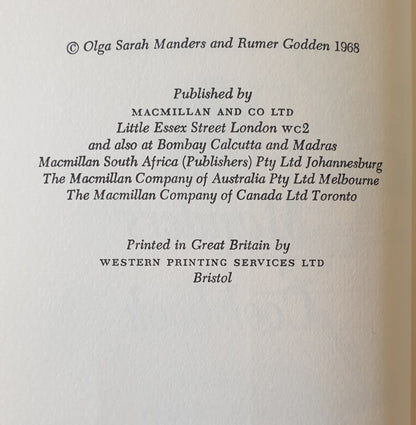 © Olga Sarah Manders and Rumer Godden 1968
Published by
MACMILLAN AND CO LTD
Little Essex Street London WC2
and also at Bombay Calcutta and Madras
Macmillan South Africa (Publishers) Pty Ltd Johannesburg
The Macmillan Company of Australia Pty Ltd Melbourne
The Macmillan Company of Canada Ltd Toronto
Printed in Great Britain by
WESTERN PRINTING SERVICES LTD
Bristol